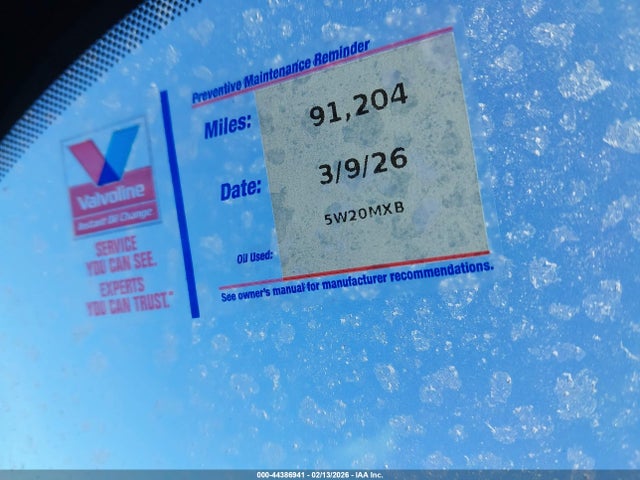 Preventive Maintenance Reminder
Miles: 91,204
Date: 3/9/26
5W20MXB
Oil Used:
See owner's manual for manufacturer recommendations.
Valvoline
Instant Oil Change
SERVICE
YOU CAN SEE.
EXPERTS
YOU CAN TRUST.™
000-44386941 - 02/13/2026 - IAA Inc.